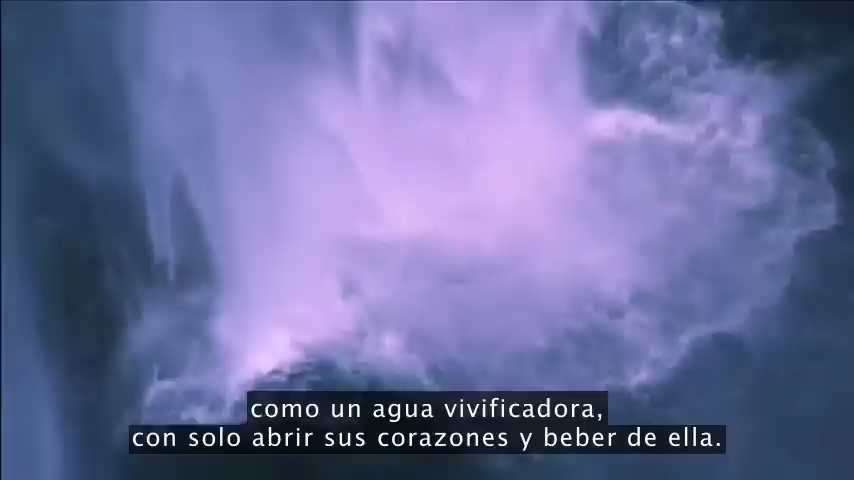 como un agua vivificadora,
con solo abrir sus corazones y beber de ella.